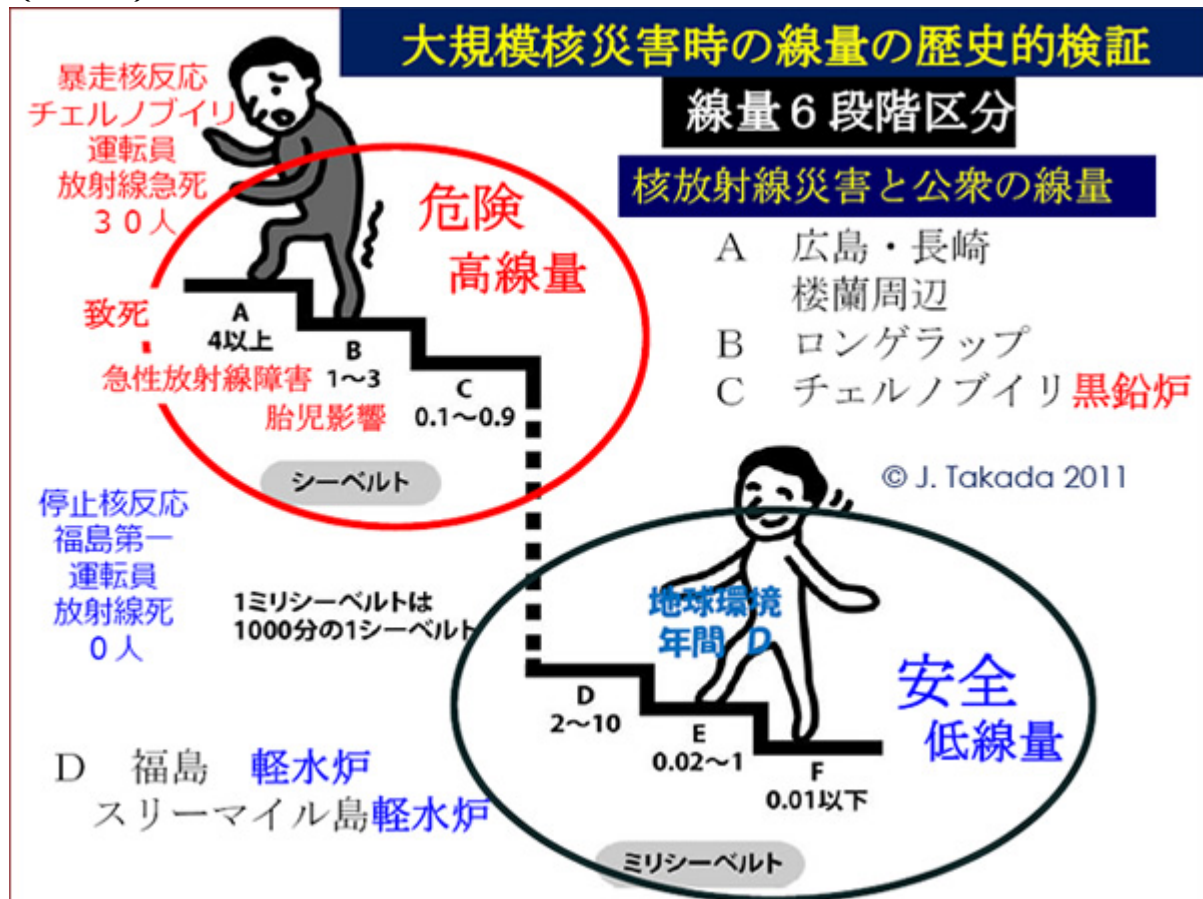 大規模核災害時の線量の歴史的検証
線量6段階区分
核放射線災害と公衆の線量
A 広島・長崎
楼蘭周辺
B ロンゲラップ
C チェルノブイリ黒鉛炉
© J. Takada 2011
暴走核反応
チェルノブイリ
運転員
放射線急死
30人
危険
高線量
致死
A
4以上
急性放射線障害
B
1～3
胎児影響
C
0.1～0.9
シーベルト
停止核反応
福島第一
運転員
放射線死
0人
1ミリシーベルトは
1000分の1シーベルト
地球環境
年間 D
安全
低線量
D
2～10
E
0.02～1
F
0.01以下
ミリシーベルト
D 福島 軽水炉
スリーマイル島軽水炉